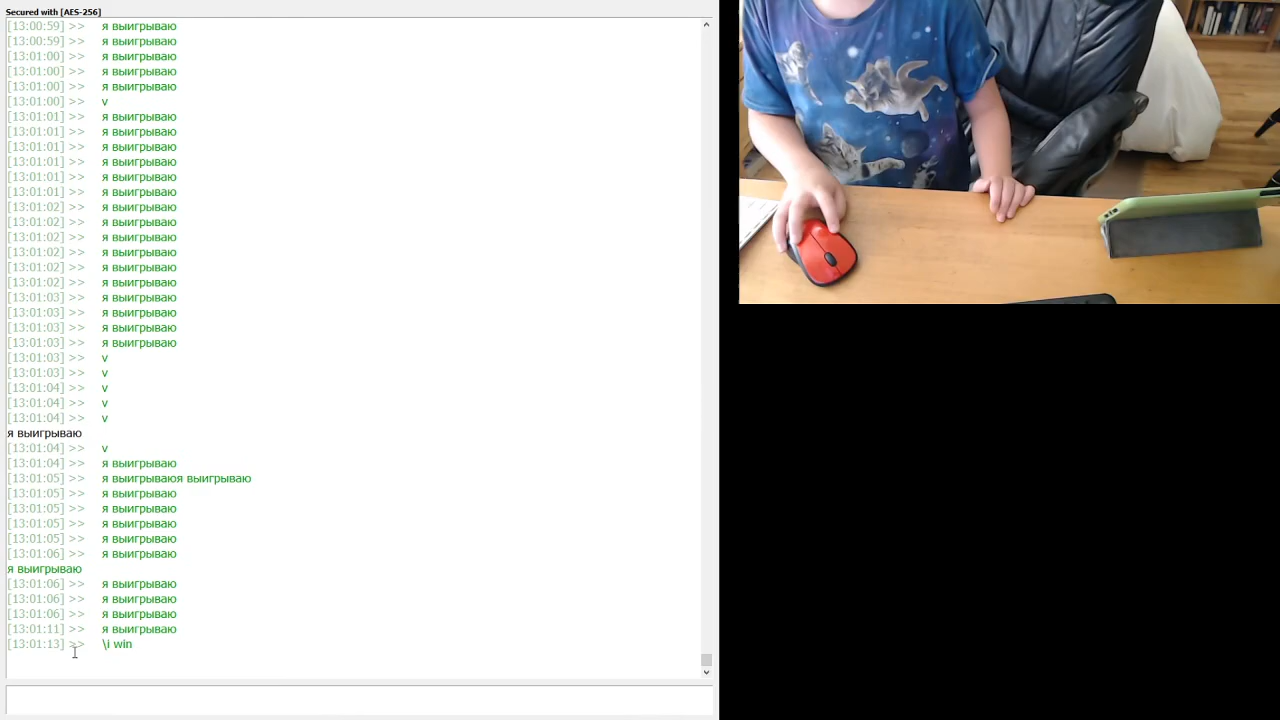 Secured with [AES-256]
[13:00:59] >> я выигрываю
[13:00:59] >> я выигрываю
[13:01:00] >> я выигрываю
[13:01:00] >> я выигрываю
[13:01:00] >> я выигрываю
[13:01:00] >> v
[13:01:01] >> я выигрываю
[13:01:01] >> я выигрываю
[13:01:01] >> я выигрываю
[13:01:01] >> я выигрываю
[13:01:01] >> я выигрываю
[13:01:01] >> я выигрываю
[13:01:02] >> я выигрываю
[13:01:02] >> я выигрываю
[13:01:02] >> я выигрываю
[13:01:02] >> я выигрываю
[13:01:02] >> я выигрываю
[13:01:02] >> я выигрываю
[13:01:03] >> я выигрываю
[13:01:03] >> я выигрываю
[13:01:03] >> я выигрываю
[13:01:03] >> я выигрываю
[13:01:03] >> v
[13:01:03] >> v
[13:01:04] >> v
[13:01:04] >> v
[13:01:04] >> v
я выигрываю
[13:01:04] >> v
[13:01:04] >> я выигрываю
[13:01:05] >> я выигрываюя выигрываю
[13:01:05] >> я выигрываю
[13:01:05] >> я выигрываю
[13:01:05] >> я выигрываю
[13:01:05] >> я выигрываю
[13:01:06] >> я выигрываю
я выигрываю
[13:01:06] >> я выигрываю
[13:01:06] >> я выигрываю
[13:01:06] >> я выигрываю
[13:01:11] >> я выигрываю
[13:01:13] >> \i win